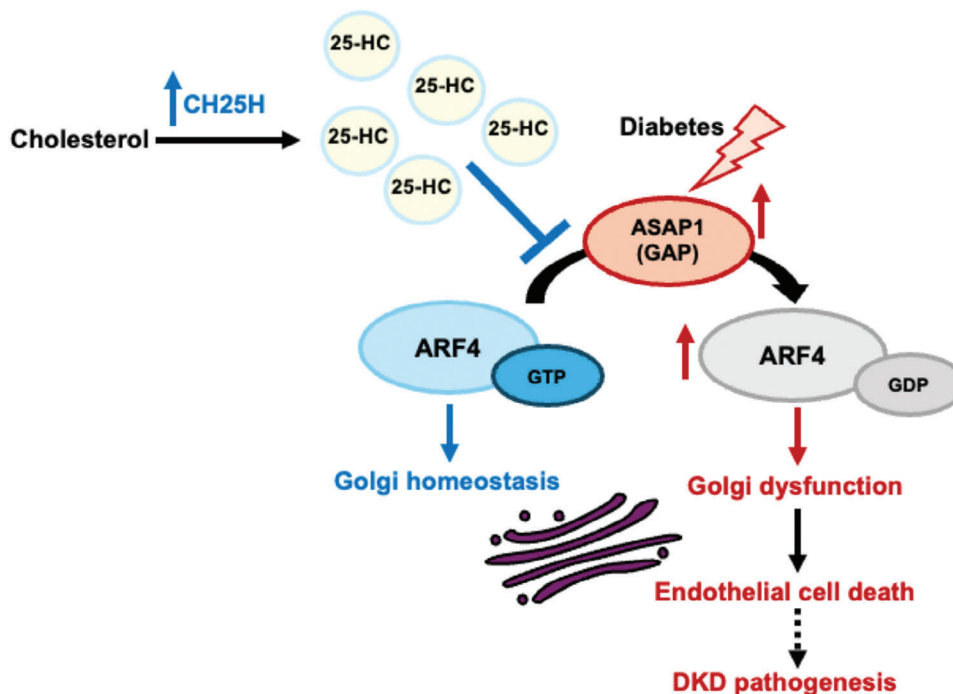 25-HC
25-HC
CH25H
Cholesterol
25-HC
25-HC
25-HC
Diabetes
ASAP1
(GAP)
ARF4
GTP
ARF4
GDP
Golgi homeostasis
Golgi dysfunction
Endothelial cell death
DKD pathogenesis